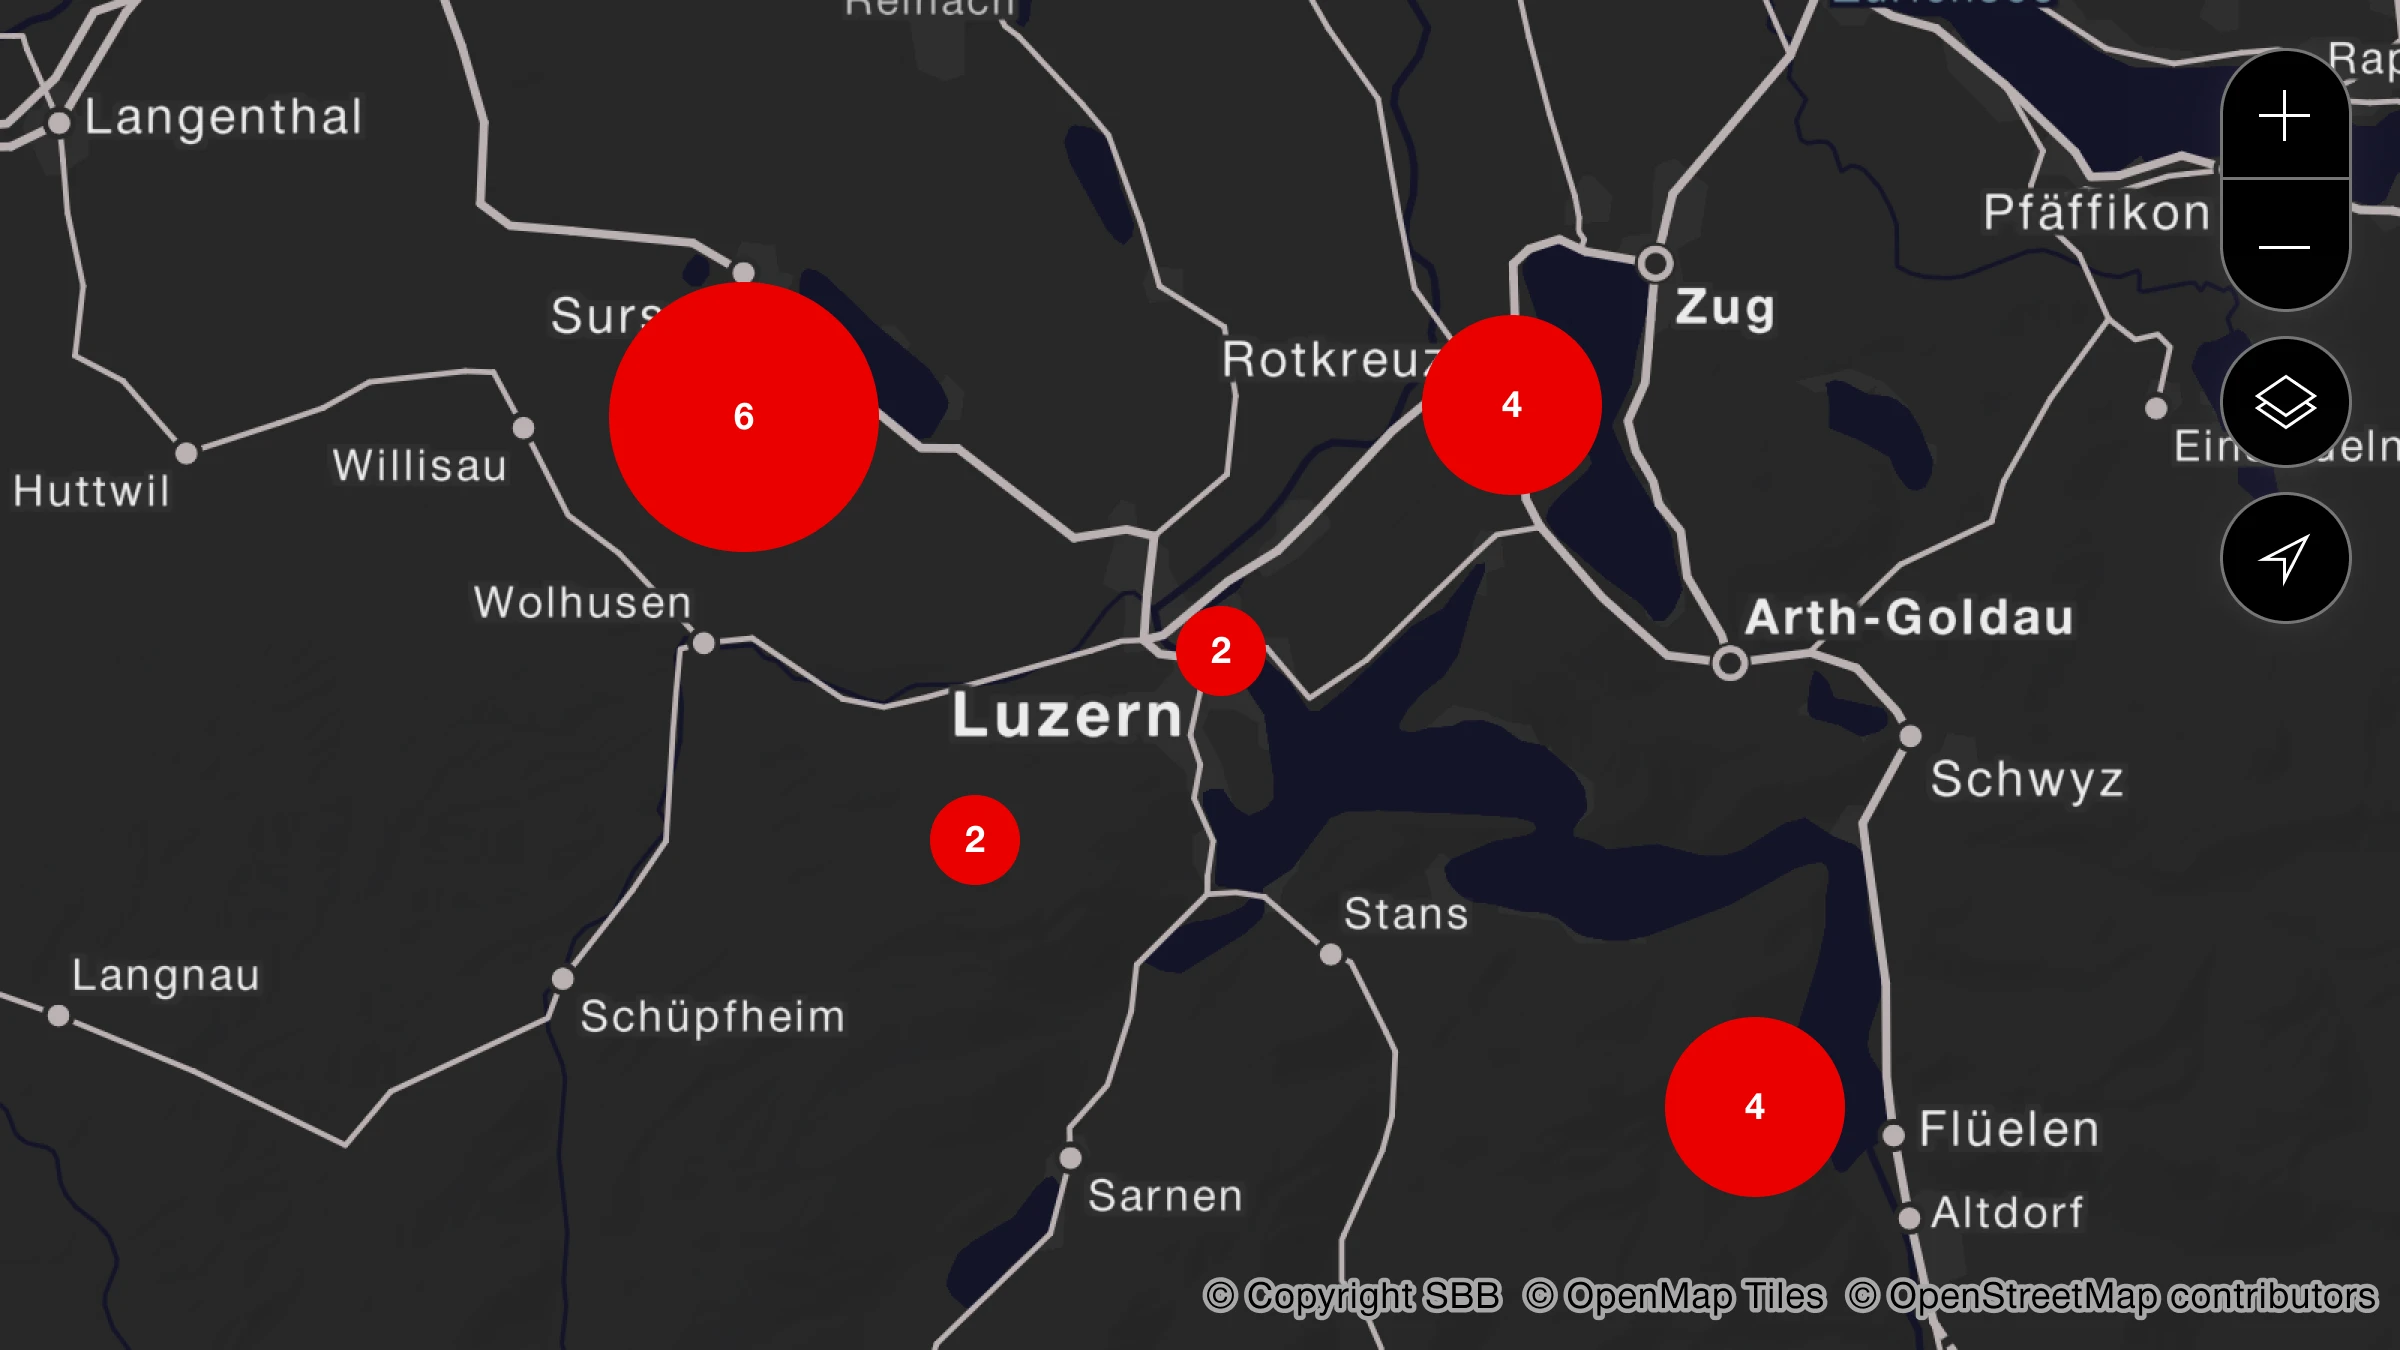 Langenthal
Pfäffikon
Zug
Rotkreuz
6
4
Willisau
Huttwil
Wolhusen
Arth-Goldau
2
Luzern
Schwyz
2
Stans
Langnau
Schüpfheim
4
Flüelen
Sarnen
Altdorf
© Copyright SBB © OpenMap Tiles © OpenStreetMap contributors